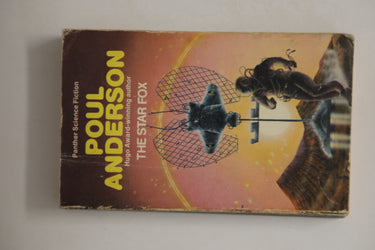 Panther Science Fiction
POUL
ANDERSON
Hugo Award-winning author
THE STAR FOX